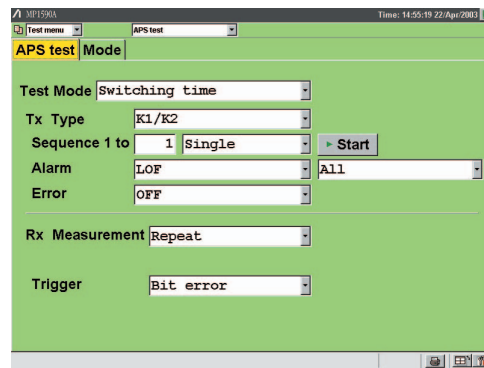 MP1590A Time: 14:55:19 22/Apr/2003
Test menu APS test
APS test Mode
Test Mode Switching time
Tx Type K1/K2
Sequence 1 to 1 Single Start
Alarm LOF All
Error OFF
Rx Measurement Repeat
Trigger Bit error